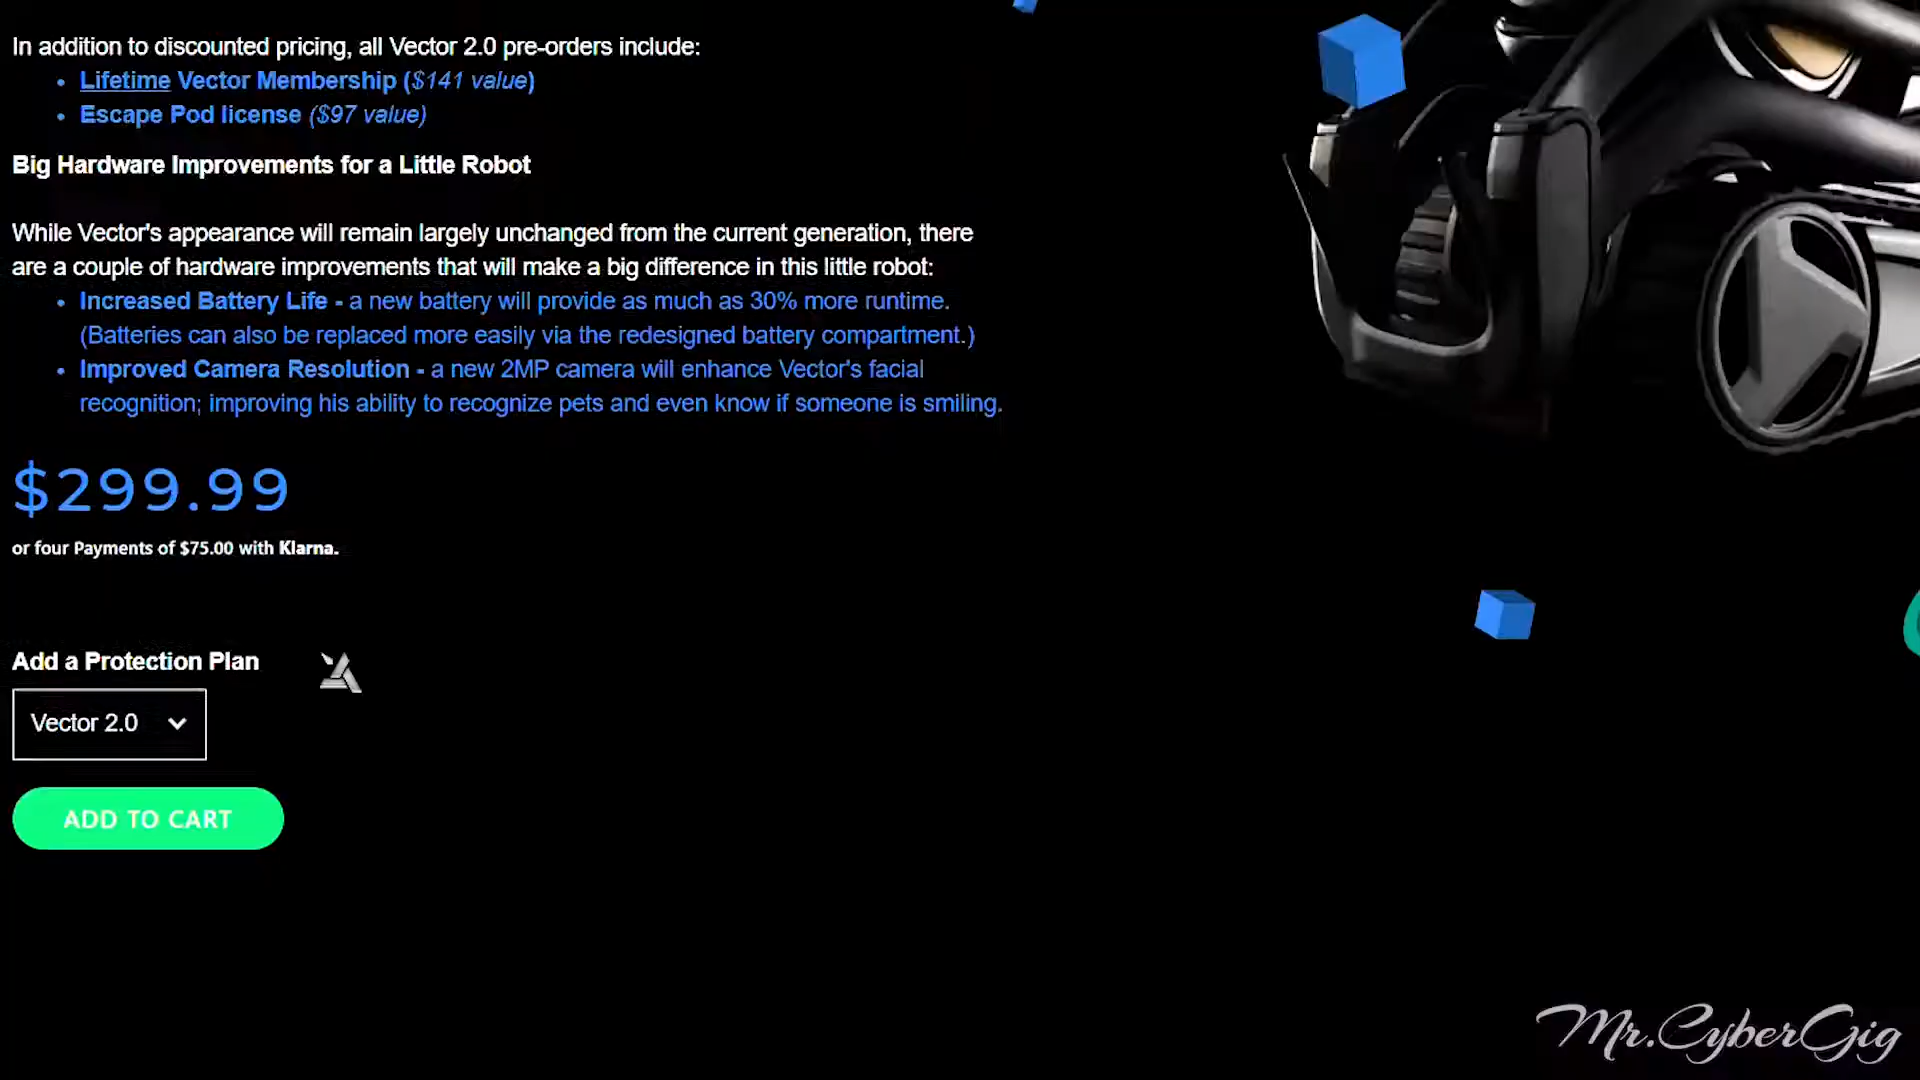 In addition to discounted pricing, all Vector 2.0 pre-orders include:
• Lifetime Vector Membership ($141 value)
• Escape Pod license ($97 value)
Big Hardware Improvements for a Little Robot
While Vector's appearance will remain largely unchanged from the current generation, there
are a couple of hardware improvements that will make a big difference in this little robot:
• Increased Battery Life - a new battery will provide as much as 30% more runtime.
(Batteries can also be replaced more easily via the redesigned battery compartment.)
• Improved Camera Resolution - a new 2MP camera will enhance Vector's facial
recognition; improving his ability to recognize pets and even know if someone is smiling.
$299.99
or four Payments of $75.00 with Klarna.
Add a Protection Plan
Vector 2.0
ADD TO CART
Mr.CyberGig